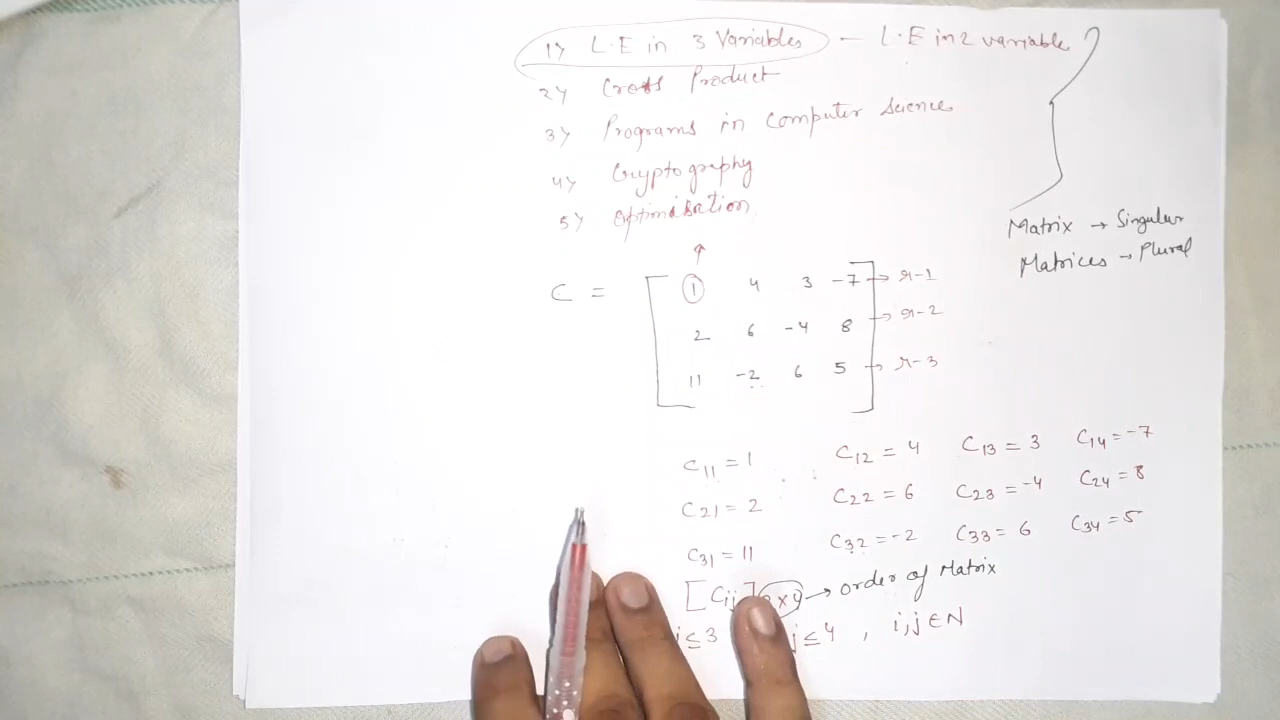 1) L.E in 3 Variables — L.E in 2 variable
2) Cross Product
3) Programs in Computer Science
4) Cryptography
5) Optimisation
Matrix → Singular
Matrices → Plural
C = [ 1 4 3 -7 ] → r-1
2 6 -4 8 → r-2
11 -2 6 5 → r-3
C11 = 1 C12 = 4 C13 = 3 C14 = -7
C21 = 2 C22 = 6 C23 = -4 C24 = 8
C31 = 11 C32 = -2 C33 = 6 C34 = 5
[Cij] x4 → order of Matrix
≤ 3 j ≤ 4 , i,j ∈ N